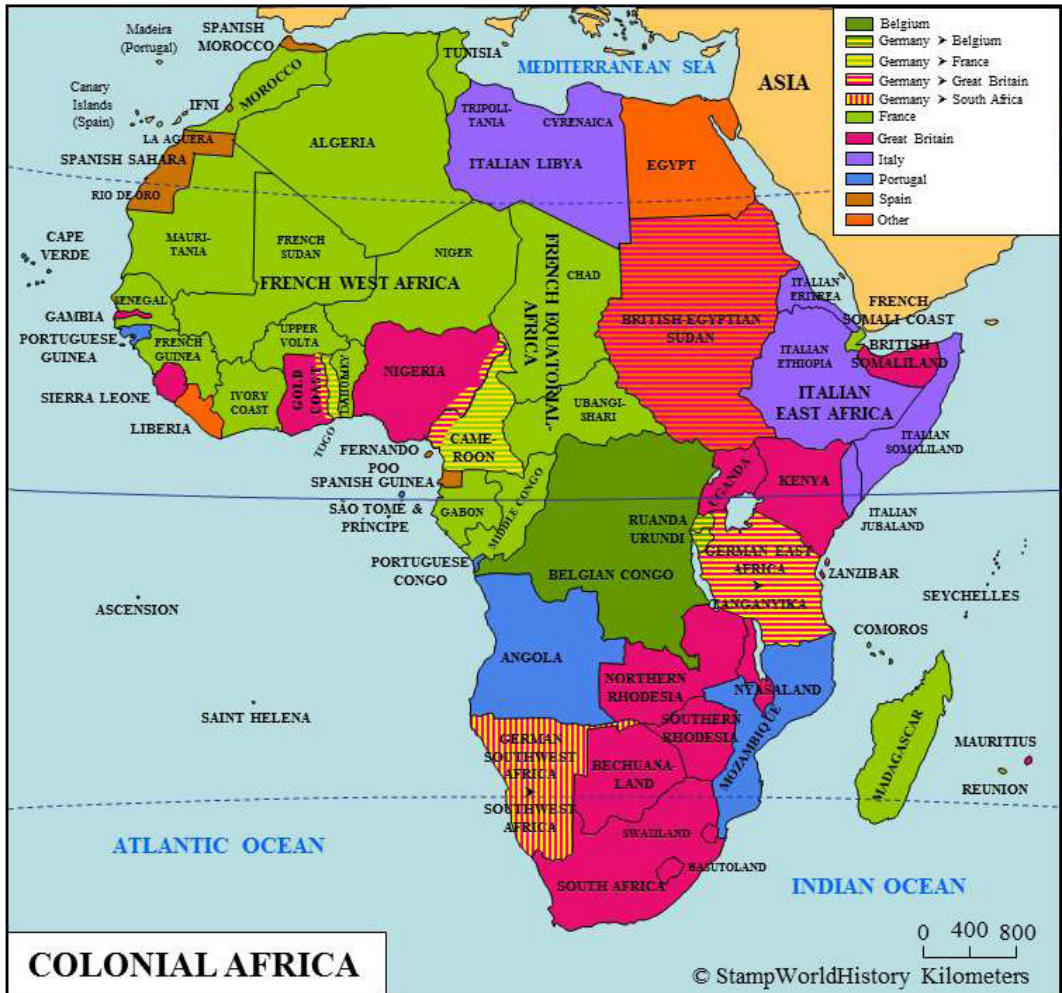 Madeira
(Portugal)
SPANISH
MOROCCO
TUNISIA
MEDITERRANEAN SEA
ASIA
Canary
Islands
(Spain)
IFNI
MOROCCO
LA AGUERA
SPANISH SAHARA
RIO DE ORO
ALGERIA
TRIPOLI-
TANIA
CYRENAICA
ITALIAN LIBYA
EGYPT
Belgium
Germany ➤ Belgium
Germany ➤ France
Germany ➤ Great Britain
Germany ➤ South Africa
France
Great Britain
Italy
Portugal
Spain
Other
CAPE
VERDE
MAURI-
TANIA
FRENCH
SUDAN
NIGER
FRENCH WEST AFRICA
CHAD
FRENCH EQUATORIAL-
AFRICA
BRITISH-EGYPTIAN
SUDAN
ITALIAN
ERITREA
FRENCH
SOMALI COAST
BRITISH
SOMALILAND
ITALIAN
ETHIOPIA
ITALIAN
EAST AFRICA
ITALIAN
SOMALILAND
SENEGAL
GAMBIA
PORTUGUESE
GUINEA
FRENCH
GUINEA
UPPER
VOLTA
SIERRA LEONE
LIBERIA
IVORY
COAST
GOLD
COAST
TOGO
DAHOMEY
NIGERIA
CAME-
ROON
UBANGI-
SHARI
FERNANDO
POO
SPANISH GUINEA
SÃO TOMÉ &
PRÍNCIPE
GABON
MIDDLE CONGO
PORTUGUESE
CONGO
BELGIAN CONGO
UGANDA
KENYA
ITALIAN
JUBALAND
RUANDA
URUNDI
GERMAN EAST
AFRICA
➤
TANGANYIKA
ZANZIBAR
SEYCHELLES
COMOROS
ASCENSION
SAINT HELENA
ANGOLA
NORTHERN
RHODESIA
NYASALAND
SOUTHERN
RHODESIA
MOZAMBIQUE
GERMAN
SOUTHWEST
AFRICA
➤
SOUTHWEST
AFRICA
BECHUANA-
LAND
MADAGASCAR
MAURITIUS
REUNION
SWAZILAND
BASUTOLAND
SOUTH AFRICA
ATLANTIC OCEAN
INDIAN OCEAN
COLONIAL AFRICA
0 400 800
© StampWorldHistory Kilometers